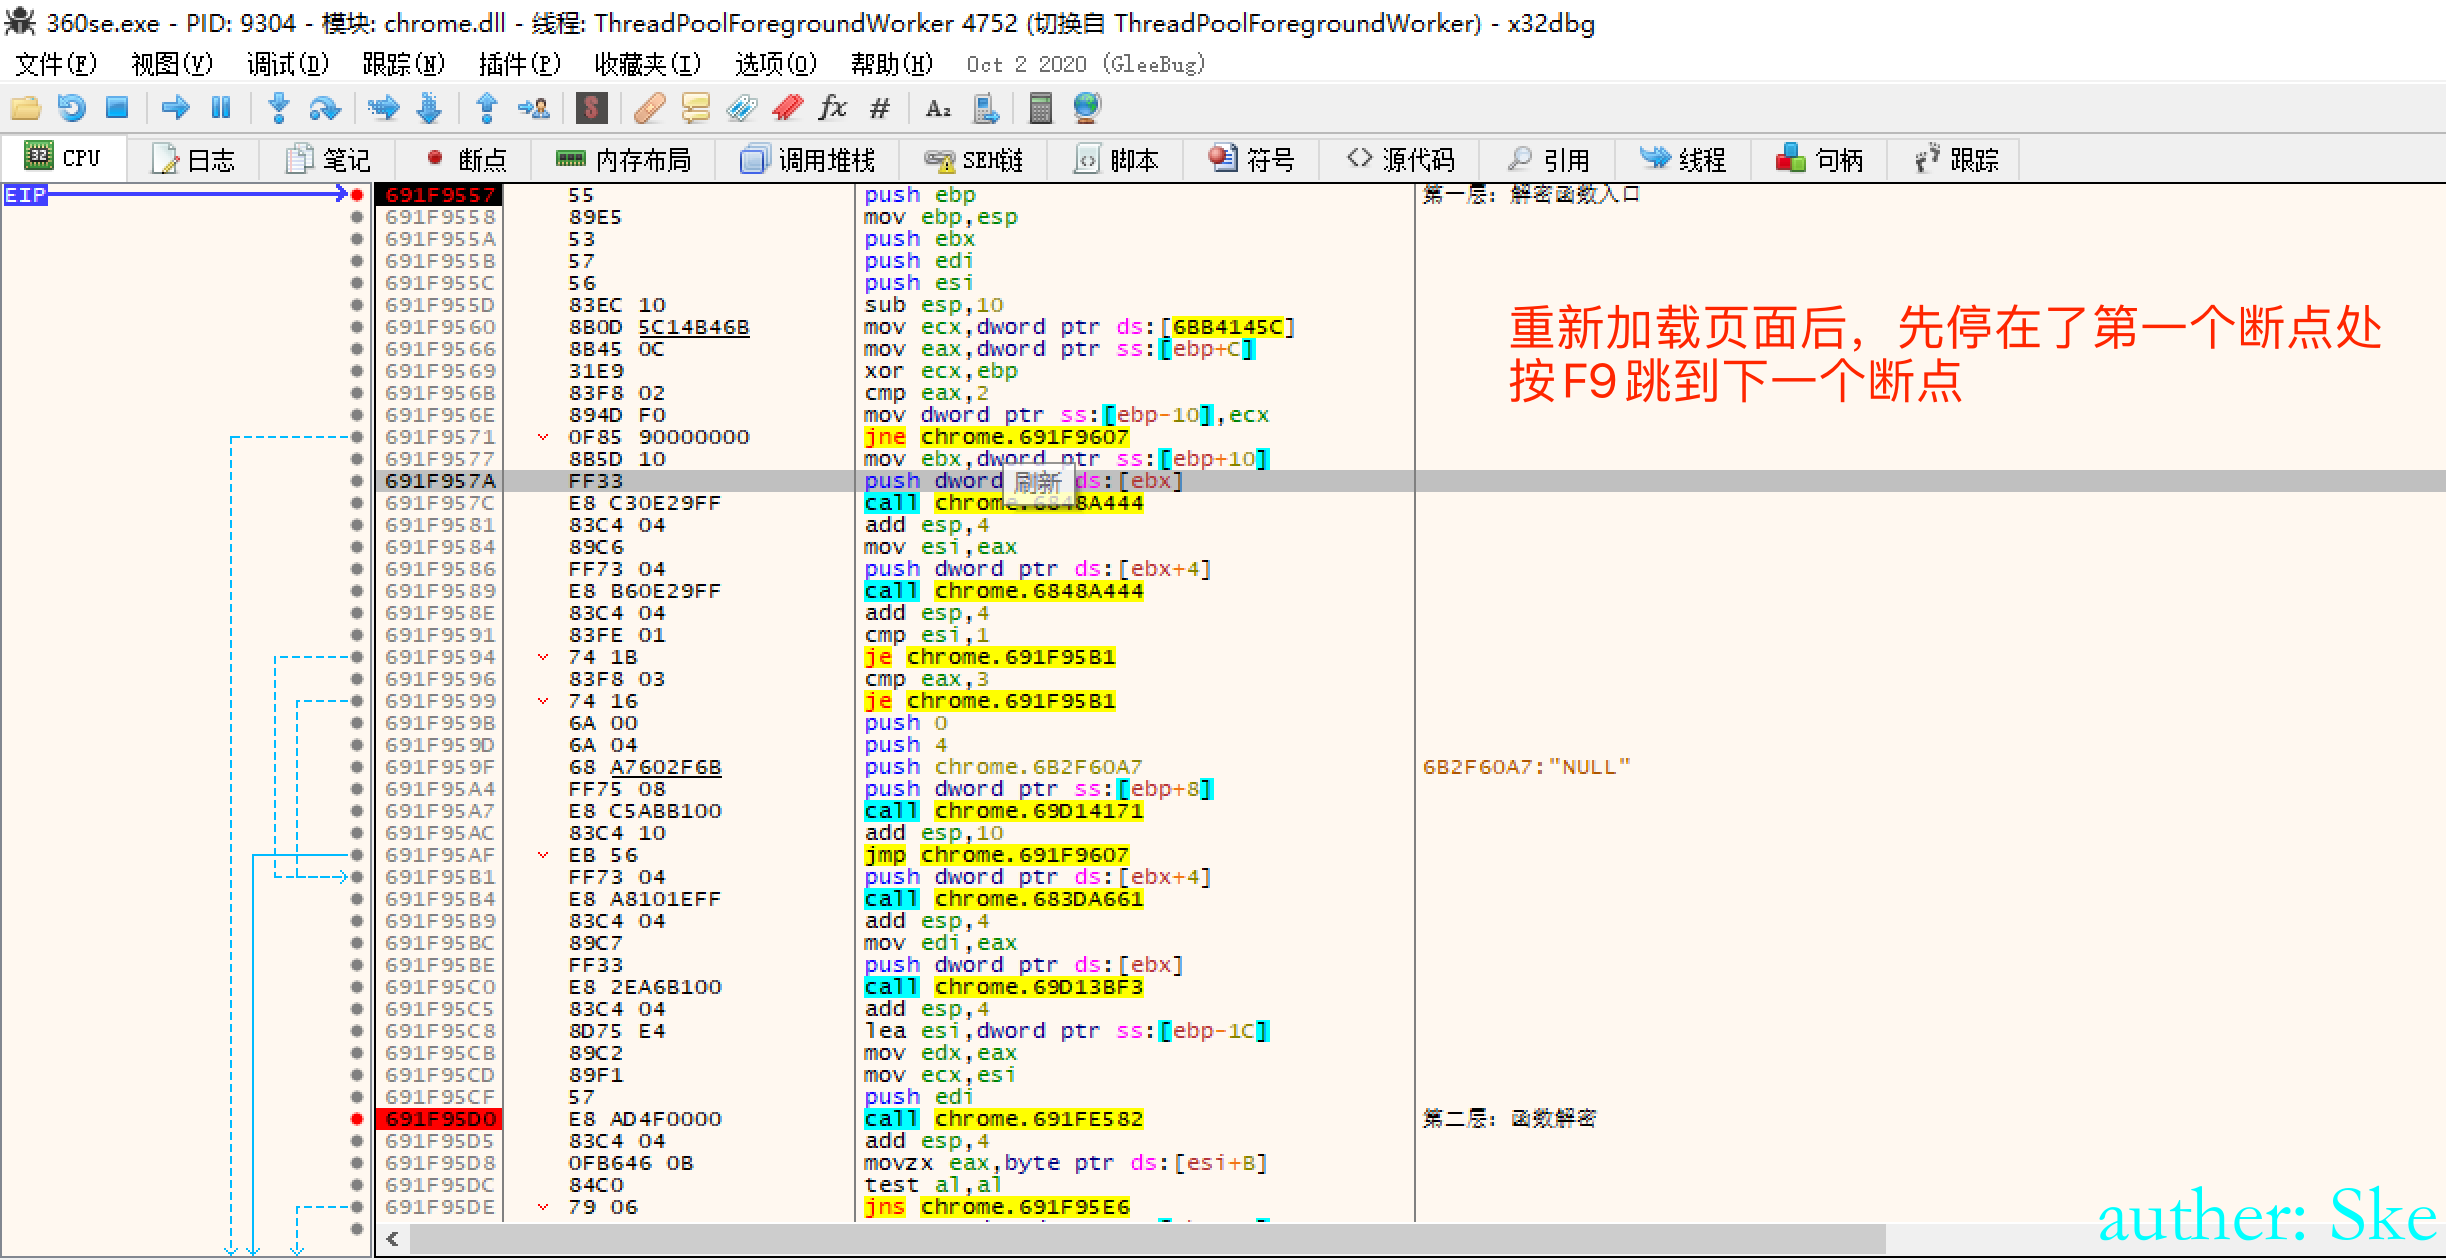 360se.exe - PID: 9304 - 模块: chrome.dll - 线程: ThreadPoolForegroundWorker 4752 (切换自 ThreadPoolForegroundWorker) - x32dbg
文件(F) 视图(V) 调试(D) 跟踪(N) 插件(P) 收藏夹(I) 选项(O) 帮助(H) Oct 2 2020 (GleeBug)
CPU 日志 笔记 断点 内存布局 调用堆栈 SEH链 脚本 符号 源代码 引用 线程 句柄 跟踪
EIP 691F9557 55 push ebp 第一层: 解密函数入口
691F9558 89E5 mov ebp,esp
691F955A 53 push ebx
691F955B 57 push edi
691F955C 56 push esi
691F955D 83EC 10 sub esp,10
691F9560 8B0D 5C14B46B mov ecx,dword ptr ds:[6BB4145C]
691F9566 8B45 0C mov eax,dword ptr ss:[ebp+C]
691F9569 31E9 xor ecx,ebp
691F956B 83F8 02 cmp eax,2
691F956E 894D F0 mov dword ptr ss:[ebp-10],ecx
691F9571 0F85 90000000 jne chrome.691F9607
691F9577 8B5D 10 mov ebx,dword ptr ss:[ebp+10]
691F957A FF33 push dword ds:[ebx]
刷新
691F957C E8 C30E29FF call chrome.6848A444
691F9581 83C4 04 add esp,4
691F9584 89C6 mov esi,eax
691F9586 FF73 04 push dword ptr ds:[ebx+4]
691F9589 E8 B60E29FF call chrome.6848A444
691F958E 83C4 04 add esp,4
691F9591 83FE 01 cmp esi,1
691F9594 74 1B je chrome.691F95B1
691F9596 83F8 03 cmp eax,3
691F9599 74 16 je chrome.691F95B1
691F959B 6A 00 push 0
691F959D 6A 04 push 4
691F959F 68 A7602F6B push chrome.6B2F60A7 6B2F60A7:"NULL"
691F95A4 FF75 08 push dword ptr ss:[ebp+8]
691F95A7 E8 C5ABB100 call chrome.69D14171
691F95AC 83C4 10 add esp,10
691F95AF EB 56 jmp chrome.691F9607
691F95B1 FF73 04 push dword ptr ds:[ebx+4]
691F95B4 E8 A8101EFF call chrome.683DA661
691F95B9 83C4 04 add esp,4
691F95BC 89C7 mov edi,eax
691F95BE FF33 push dword ptr ds:[ebx]
691F95C0 E8 2EA6B100 call chrome.69D13BF3
691F95C5 83C4 04 add esp,4
691F95C8 8D75 E4 lea esi,dword ptr ss:[ebp-1C]
691F95CB 89C2 mov edx,eax
691F95CD 89F1 mov ecx,esi
691F95CF 57 push edi
691F95D0 E8 AD4F0000 call chrome.691FE582 第二层: 函数解密
691F95D5 83C4 04 add esp,4
691F95D8 0FB646 0B movzx eax,byte ptr ds:[esi+B]
691F95DC 84C0 test al,al
691F95DE 79 06 jns chrome.691F95E6
重新加载页面后，先停在了第一个断点处
按F9跳到下一个断点
auther: Ske